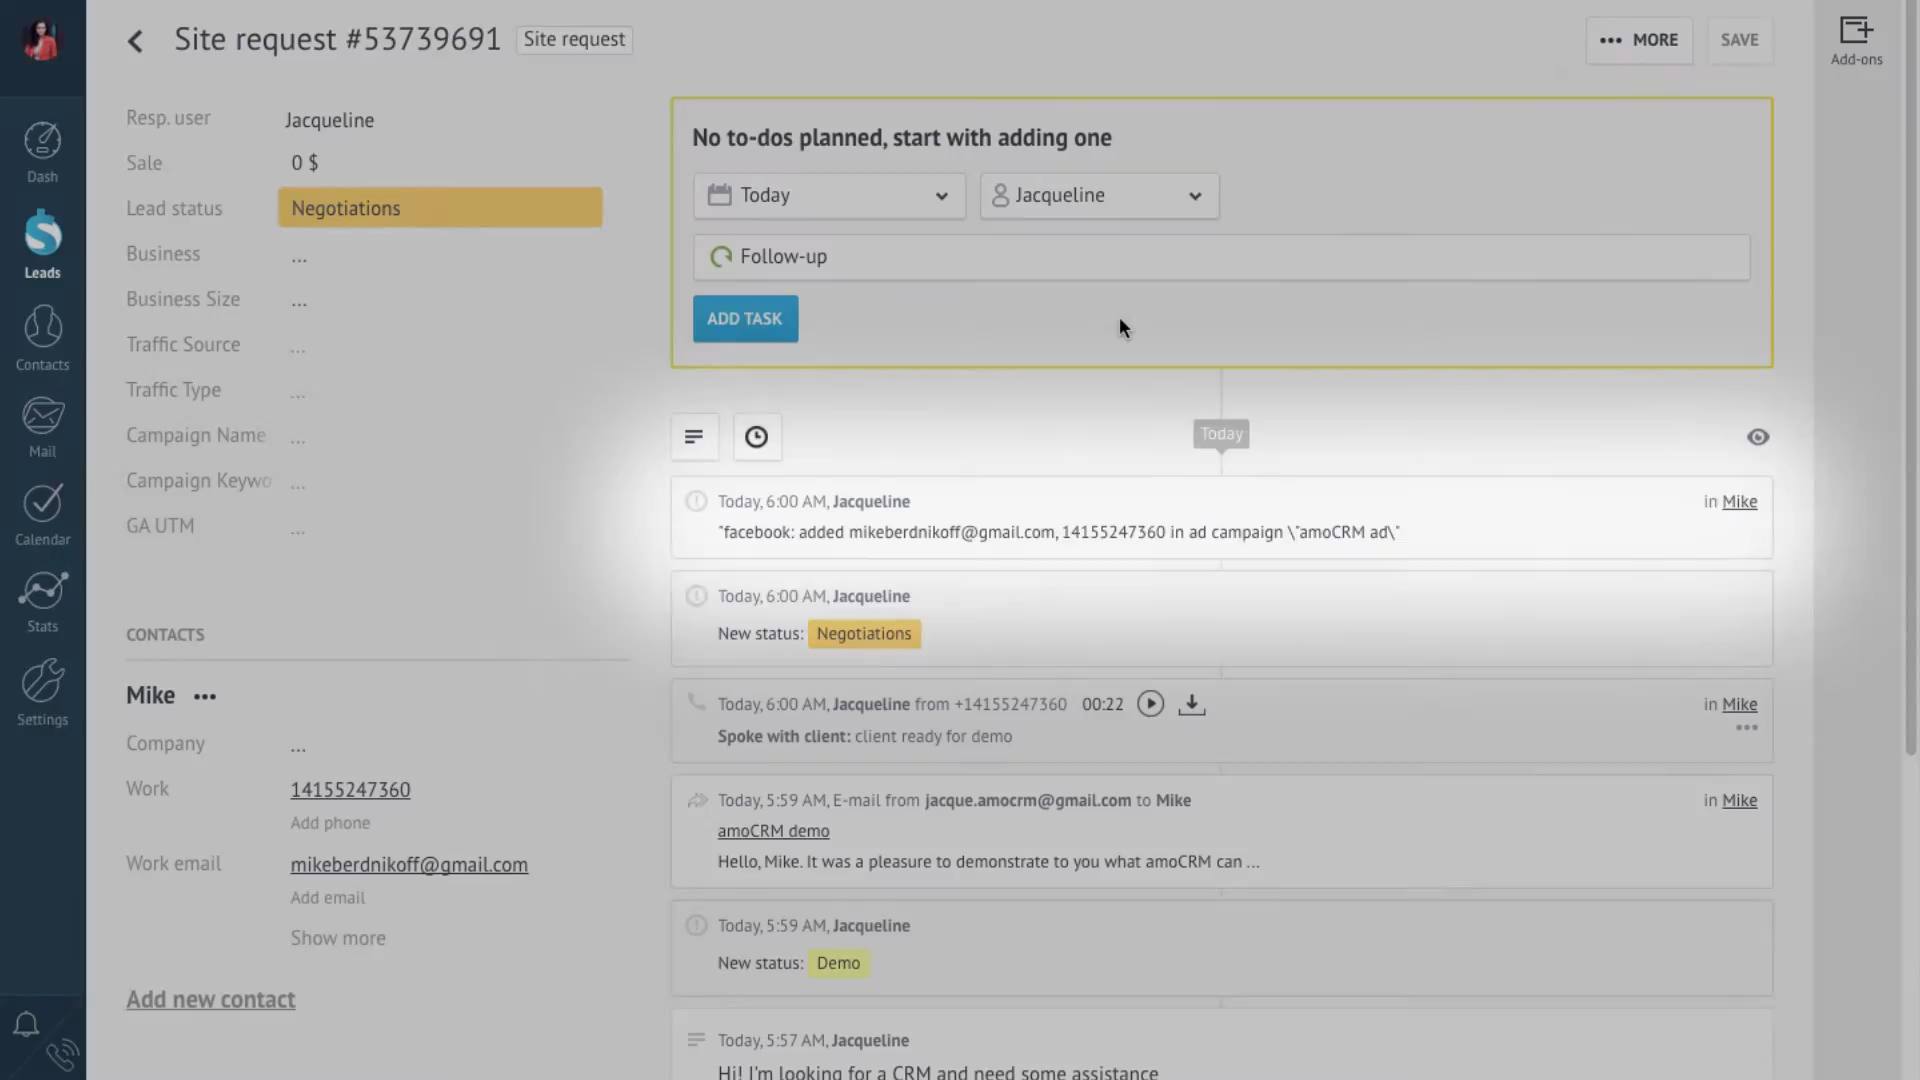 Site request #53739691
Site request
MORE
SAVE
Add-ons
Dash
Leads
Contacts
Mail
Calendar
Stats
Settings
Resp. user
Jacqueline
Sale
0 $
Lead status
Negotiations
Business
...
Business Size
...
Traffic Source
...
Traffic Type
...
Campaign Name
...
Campaign Keywo
...
GA UTM
...
CONTACTS
Mike
Company
...
Work
14155247360
Add phone
Work email
mikeberdnikoff@gmail.com
Add email
Show more
Add new contact
No to-dos planned, start with adding one
Today
Jacqueline
Follow-up
ADD TASK
Today
Today, 6:00 AM, Jacqueline
in Mike
"facebook: added mikeberdnikoff@gmail.com, 14155247360 in ad campaign \"amoCRM ad\"
Today, 6:00 AM, Jacqueline
New status: Negotiations
Today, 6:00 AM, Jacqueline from +14155247360 00:22
in Mike
Spoke with client: client ready for demo
Today, 5:59 AM, E-mail from jacque.amocrm@gmail.com to Mike
in Mike
amoCRM demo
Hello, Mike. It was a pleasure to demonstrate to you what amoCRM can ...
Today, 5:59 AM, Jacqueline
New status: Demo
Today, 5:57 AM, Jacqueline
Hi! I'm looking for a CRM and need some assistance